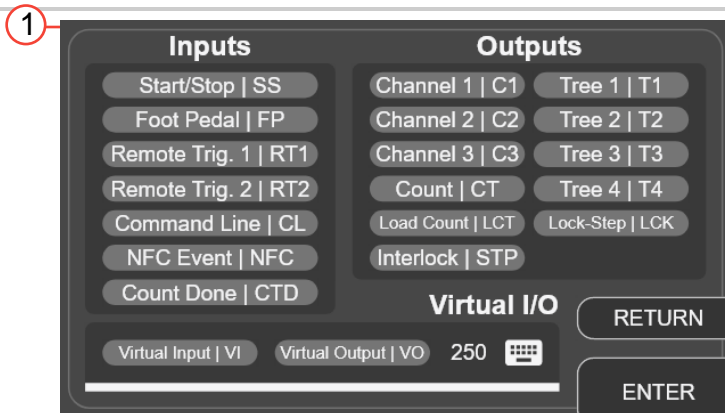 1
Inputs
Start/Stop | SS
Foot Pedal | FP
Remote Trig. 1 | RT1
Remote Trig. 2 | RT2
Command Line | CL
NFC Event | NFC
Count Done | CTD
Outputs
Channel 1 | C1 Tree 1 | T1
Channel 2 | C2 Tree 2 | T2
Channel 3 | C3 Tree 3 | T3
Count | CT Tree 4 | T4
Load Count | LCT Lock-Step | LCK
Interlock | STP
Virtual I/O
Virtual Input | VI Virtual Output | VO 250
RETURN
ENTER